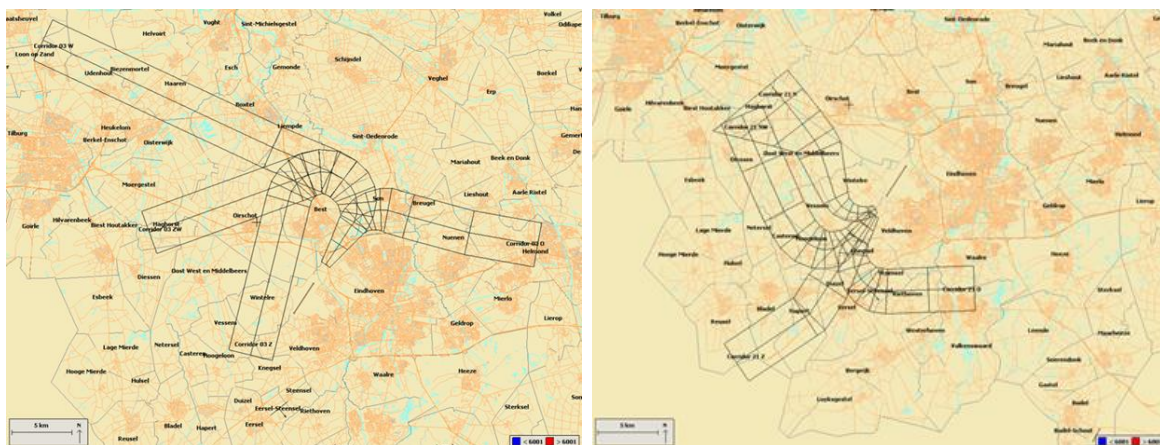 Vught
Sint-Michielsgestel
Volkel
Helvoirt
Corridor 03 W
Loon op Zand
Biezenmortel
Udenhout
Haaren
Esch
Gemonde
Schijndel
Veghel
Erp
Boekel
Boxtel
Liempde
Sint-Oedenrode
Tilburg
Heukelom
Berkel-Enschot
Oisterwijk
Moergestel
Mariahout
Beek en Donk
Lieshout
Aarle Rixtel
Goirle
Hilvarenbeek
Biest Houtakker
Haghorst
Corridor 03 ZW
Oirschot
Best
Son
Breugel
Nuenen
Corridor 03 O
Helmond
Diessen
Oost West en Middelbeers
Esbeek
Wintelre
Eindhoven
Mierlo
Vessem
Geldrop
Lierop
Lage Mierde
Netersel
Casteren
Hoogeloon
Corridor 03 Z
Veldhoven
Knegsel
Waalre
Heeze
Hooge Mierde
Hulsel
Steensel
Duizel
Eersel-Steensel
Riethoven
Sterksel
Reusel
Bladel
Hapert
Eersel
5 km
N
< 6001
> 6001
Tilburg
Berkel-Enschot
Oisterwijk
Sint-Oedenrode
Moergestel
Mariahout
Beek en Donk
Lieshout
Aarle Rixtel
Corridor 21 N
Oirschot
Best
Son
Breugel
Goirle
Hilvarenbeek
Biest Houtakker
Haghorst
Corridor 21 NW
Nuenen
Helmond
Diessen
Oost West en Middelbeers
Esbeek
Wintelre
Eindhoven
Mierlo
Vessem
Geldrop
Lierop
Lage Mierde
Netersel
Casteren
Hoogeloon
Knegsel
Veldhoven
Hooge Mierde
Hulsel
Steensel
Waalre
Heeze
Duizel
Eersel-Steensel
Riethoven
Corridor 21 O
Sterksel
Reusel
Bladel
Hapert
Eersel
Westerhoven
Valkenswaard
Leende
Maarheeze
Corridor 21 Z
Bergeijk
Soerendonk
Gastel
Luyksgestel
Budel
Budel-Schoot
5 km
N
< 6001
> 6001